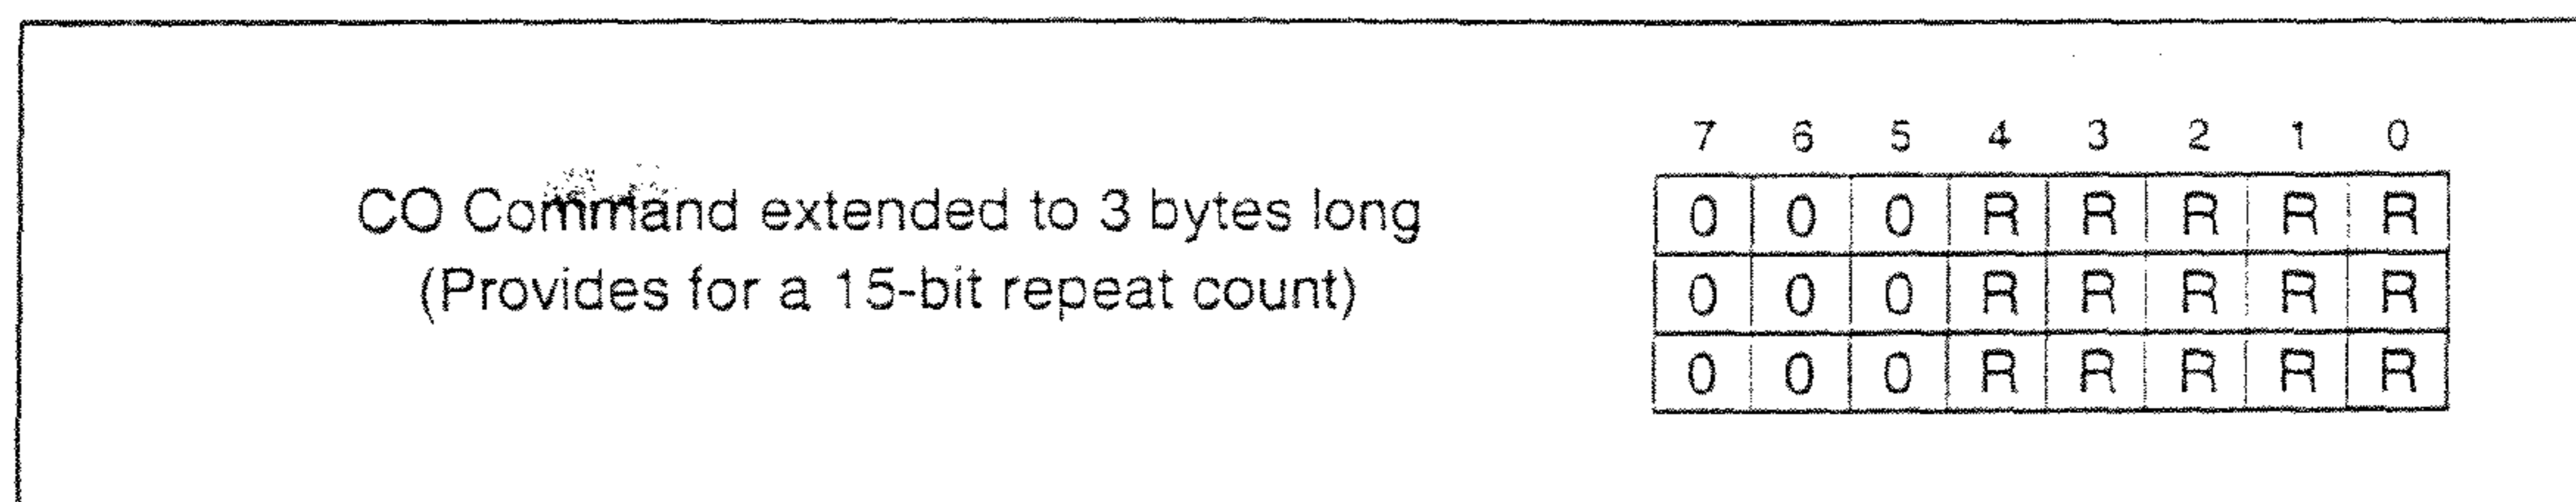 7 6 5 4 3 2 1 0
CO Command extended to 3 bytes long
0 0 0 R R R R R
(Provides for a 15-bit repeat count)
0 0 0 R R R R R
0 0 0 R R R R R